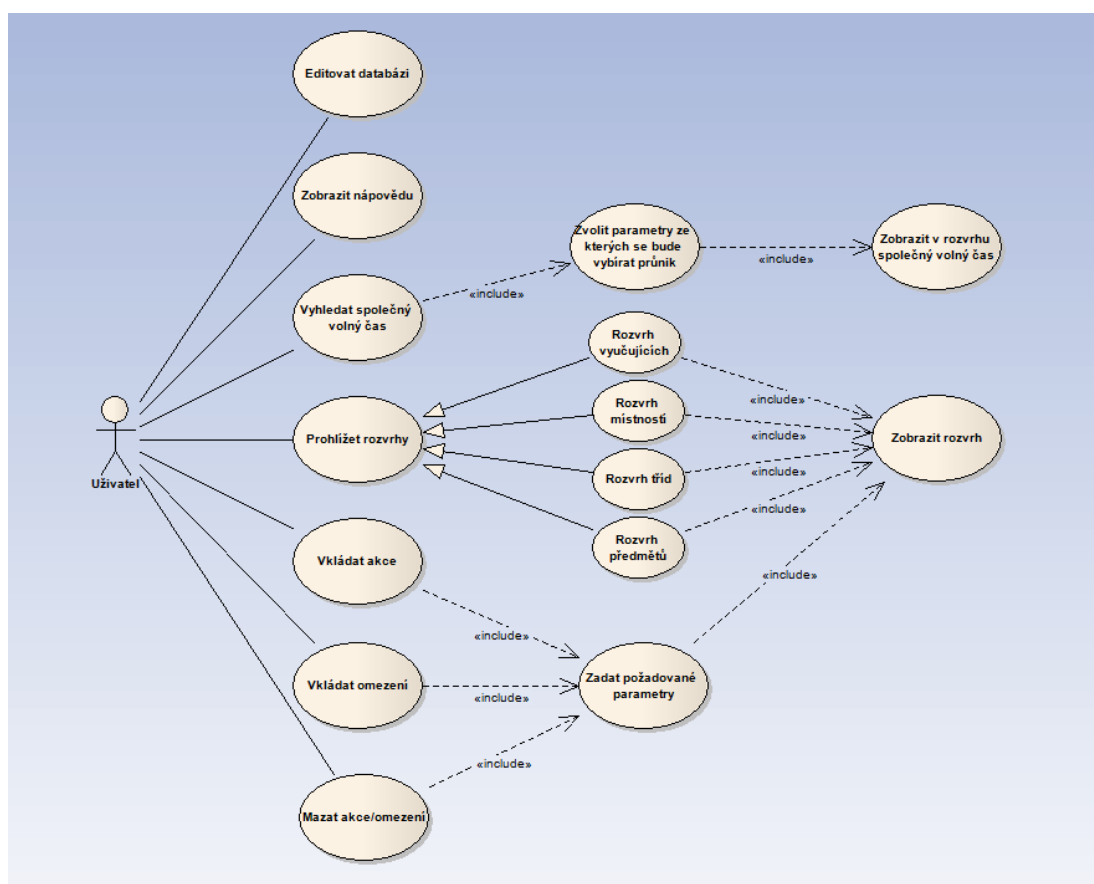 Editovat databázi
Zobrazit nápovědu
Zvolit parametry ze
kterých se bude
vybírat průnik
«include»
Zobrazit v rozvrhu
společný volný čas
«include»
Vyhledat společný
volný čas
Rozvrh
vyučujících
«include»
Rozvrh
místností
«include»
Prohlížet rozvrhy
Zobrazit rozvrh
Rozvrh tříd
«include»
Uživatel
«include»
Rozvrh
předmětů
Vkládat akce
«include»
«include»
Vkládat omezení
«include»
Zadat požadované
parametry
«include»
Mazat akce/omezení